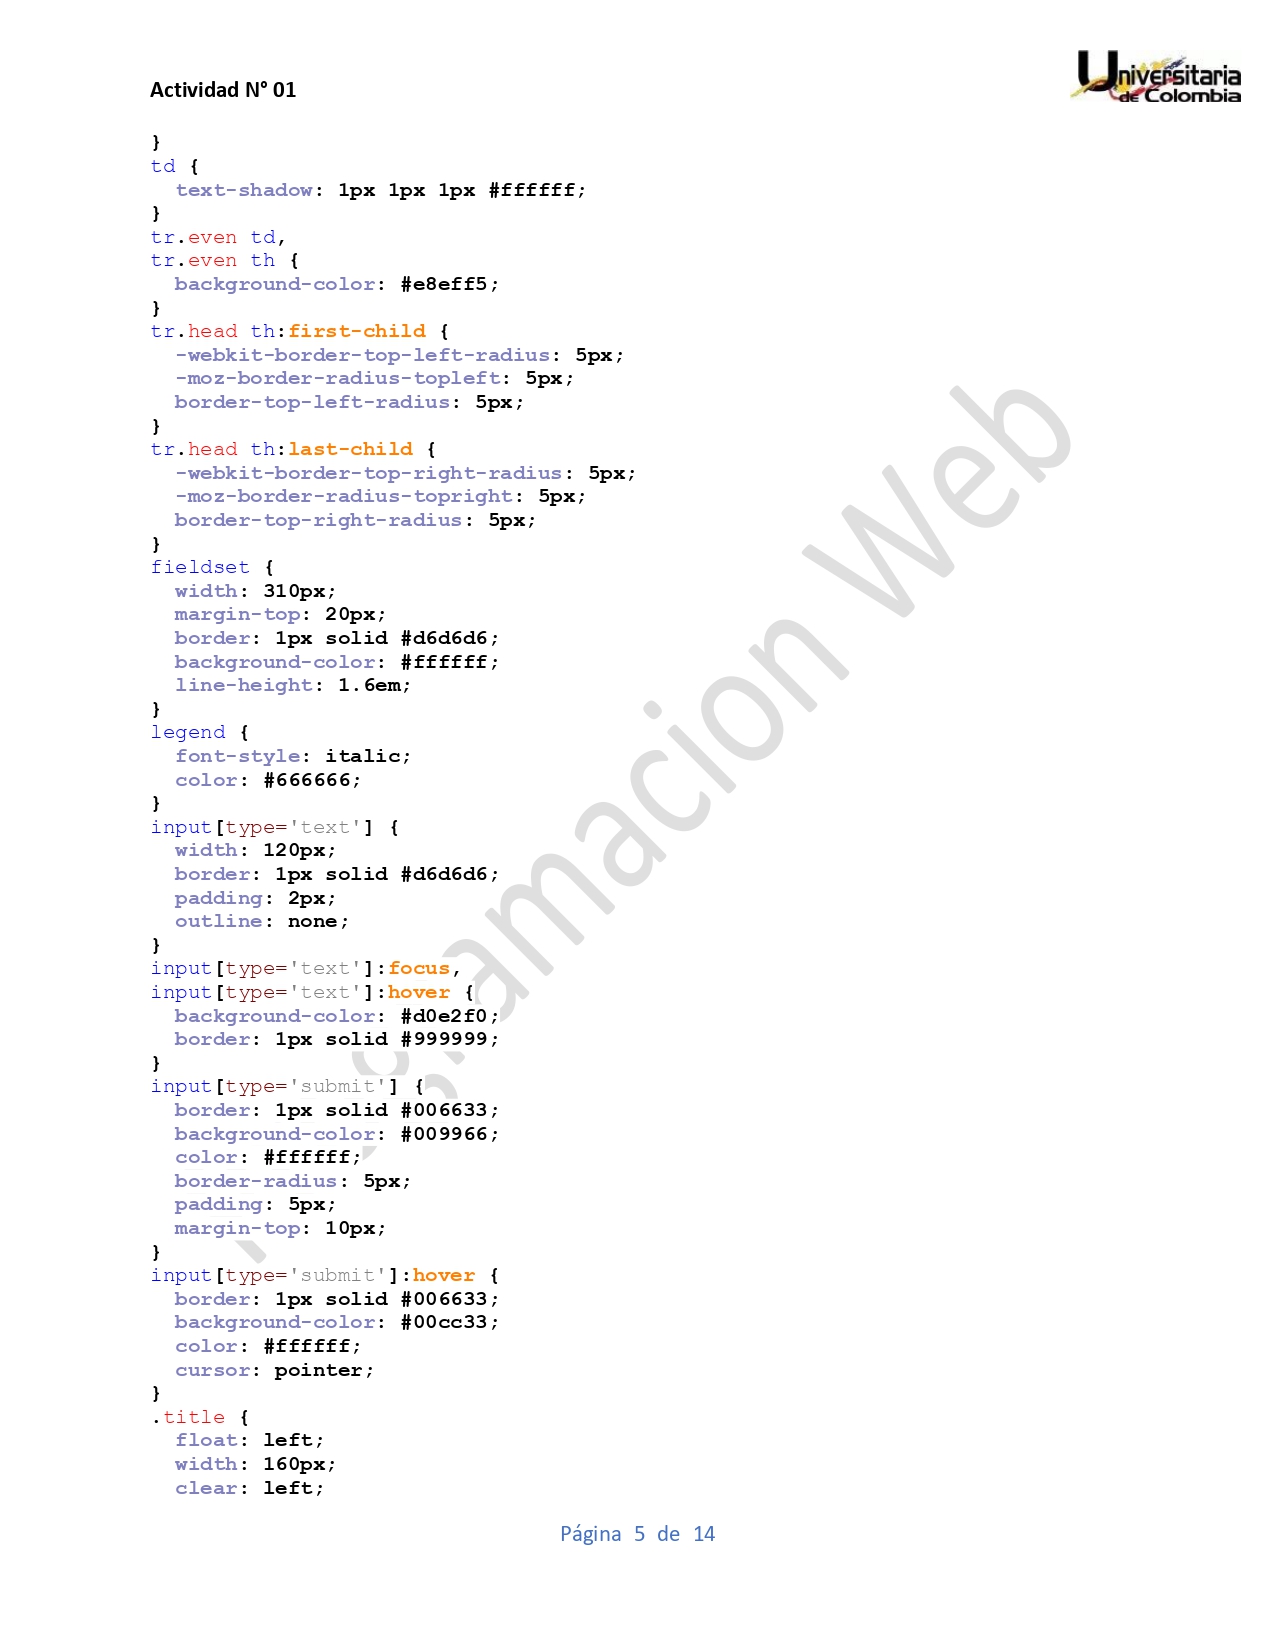 Actividad N° 01
Universitaria
de Colombia
}
td {
  text-shadow: 1px 1px 1px #ffffff;
}
tr.even td,
tr.even th {
  background-color: #e8eff5;
}
tr.head th:first-child {
  -webkit-border-top-left-radius: 5px;
  -moz-border-radius-topleft: 5px;
  border-top-left-radius: 5px;
}
tr.head th:last-child {
  -webkit-border-top-right-radius: 5px;
  -moz-border-radius-topright: 5px;
  border-top-right-radius: 5px;
}
fieldset {
  width: 310px;
  margin-top: 20px;
  border: 1px solid #d6d6d6;
  background-color: #ffffff;
  line-height: 1.6em;
}
legend {
  font-style: italic;
  color: #666666;
}
input[type='text'] {
  width: 120px;
  border: 1px solid #d6d6d6;
  padding: 2px;
  outline: none;
}
input[type='text']:focus,
input[type='text']:hover {
  background-color: #d0e2f0;
  border: 1px solid #999999;
}
input[type='submit'] {
  border: 1px solid #006633;
  background-color: #009966;
  color: #ffffff;
  border-radius: 5px;
  padding: 5px;
  margin-top: 10px;
}
input[type='submit']:hover {
  border: 1px solid #006633;
  background-color: #00cc33;
  color: #ffffff;
  cursor: pointer;
}
.title {
  float: left;
  width: 160px;
  clear: left;
Web
Página 5 de 14